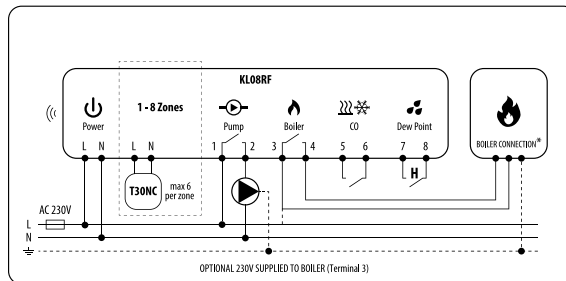 KL08RF
1 - 8 Zones
Power
Pump
Boiler
CO
Dew Point
BOILER CONNECTION*
L N L N 1 2 3 4 5 6 7 8
T30NC
max 6
per zone
H
AC 230V
L
N
OPTIONAL 230V SUPPLIED TO BOILER (Terminal 3)